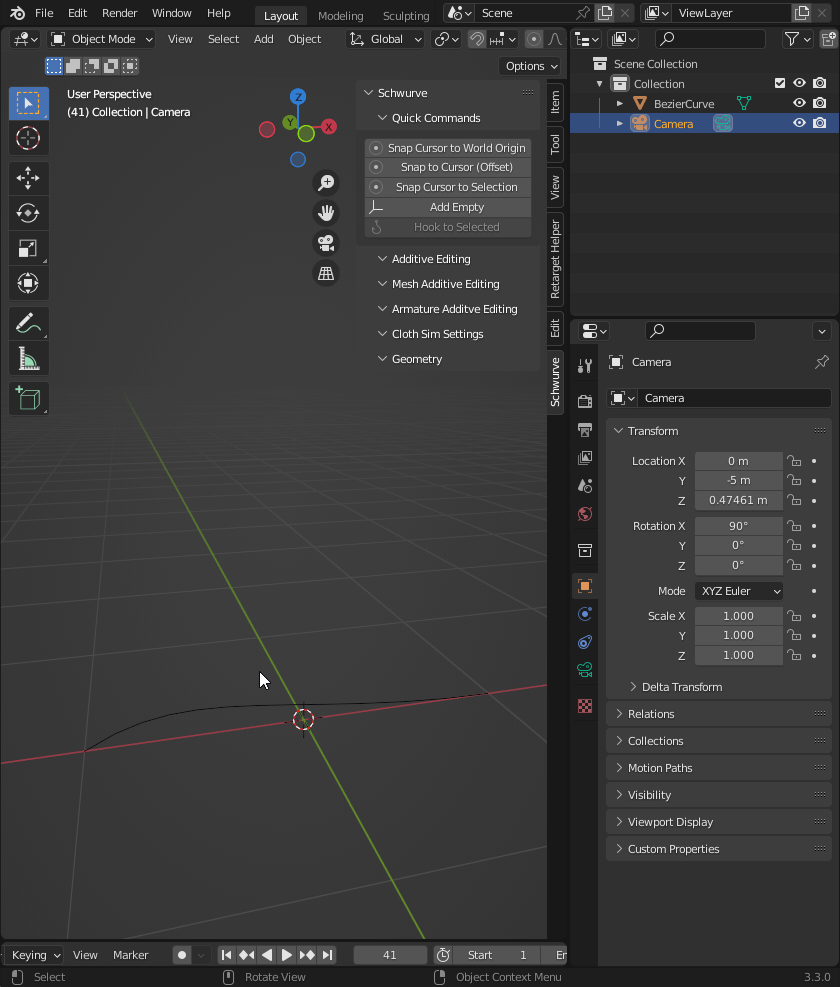 File Edit Render Window Help Layout Modeling Sculpting Scene ViewLayer
Object Mode View Select Add Object Global
Options
User Perspective
(41) Collection | Camera
Z
Y
X
Schwurve
Quick Commands
Snap Cursor to World Origin
Snap to Cursor (Offset)
Snap Cursor to Selection
Add Empty
Hook to Selected
Additive Editing
Mesh Additive Editing
Armature Additve Editing
Cloth Sim Settings
Geometry
Item
Tool
View
Retarget Helper
Edit
Schwurve
Scene Collection
Collection
BezierCurve
Camera
Camera
Camera
Transform
Location X 0 m
Y -5 m
Z 0.47461 m
Rotation X 90°
Y 0°
Z 0°
Mode XYZ Euler
Scale X 1.000
Y 1.000
Z 1.000
Delta Transform
Relations
Collections
Motion Paths
Visibility
Viewport Display
Custom Properties
Keying View Marker 41 Start 1 En
Select Rotate View Object Context Menu 3.3.0